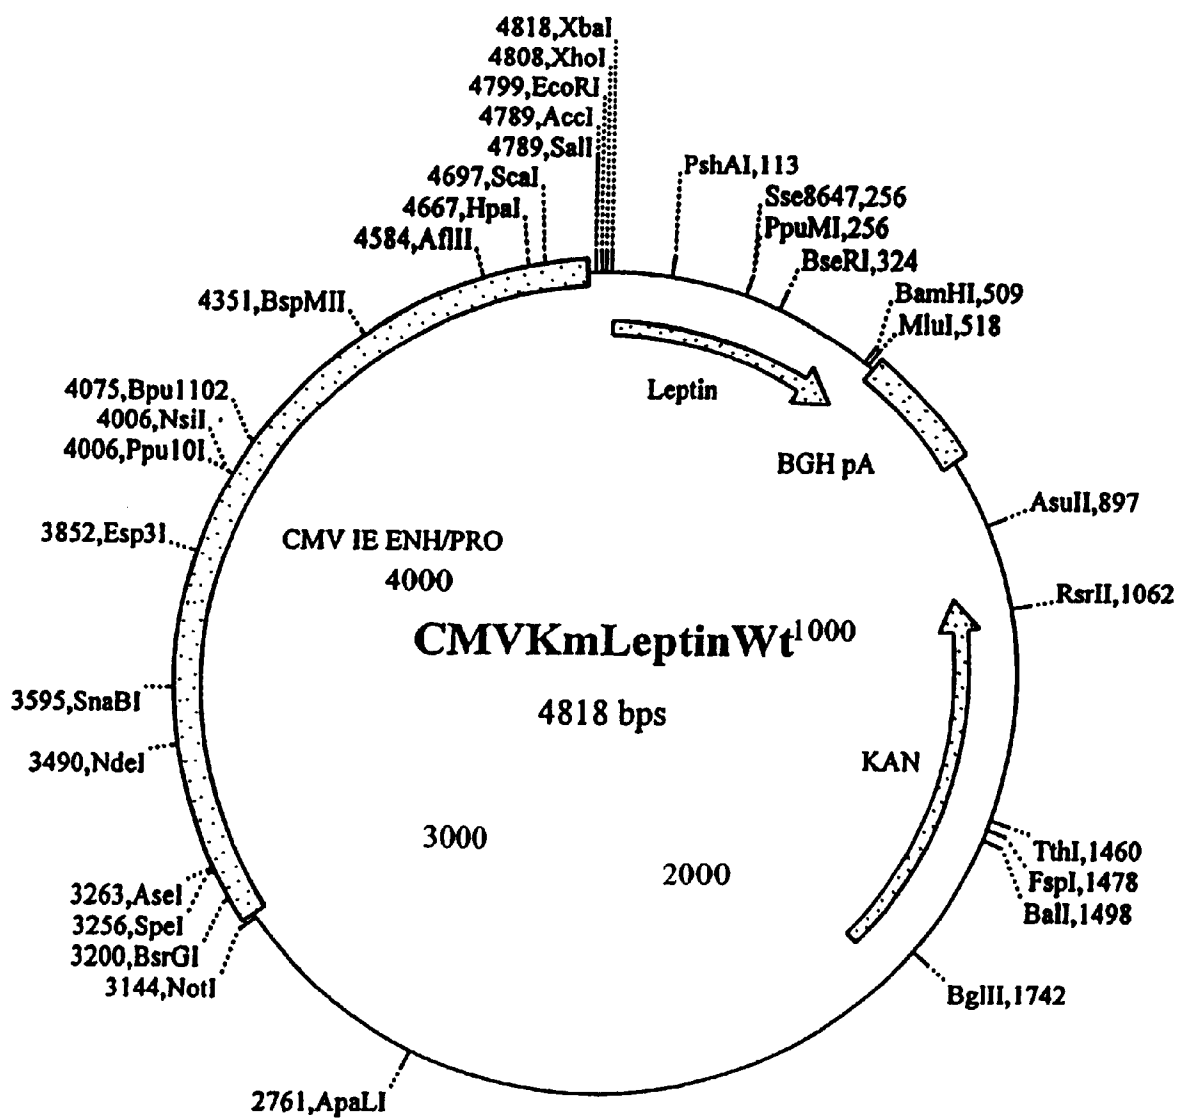 4818,XbaI
4808,XhoI
4799,EcoRI
4789,AccI
4789,SalI
4697,ScaI
4667,HpaI
4584,AflII
4351,BspMII
4075,Bpu1102
4006,NsiI
4006,Ppu10I
3852,Esp3I
3595,SnaBI
3490,NdeI
3263,AseI
3256,SpeI
3200,BsrGI
3144,NotI
2761,ApaLI
PshAI,113
Sse8647,256
PpuMI,256
BseRI,324
BamHI,509
MluI,518
AsuII,897
RsrII,1062
TthI,1460
FspI,1478
BalI,1498
BglII,1742
Leptin
BGH pA
CMV IE ENH/PRO
4000
CMVKmLeptinWt
1000
4818 bps
KAN
3000
2000